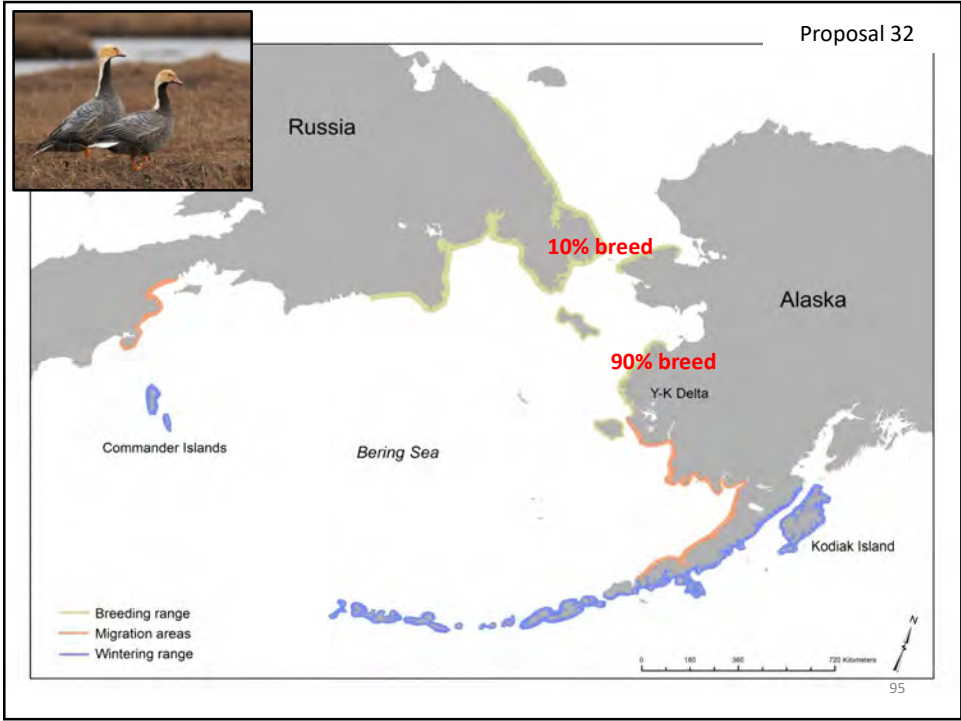 Proposal 32
Russia
10% breed
Alaska
90% breed
Y-K Delta
Commander Islands
Bering Sea
Kodiak Island
Breeding range
Migration areas
Wintering range
N
0 180 360 720 Kilometers
95